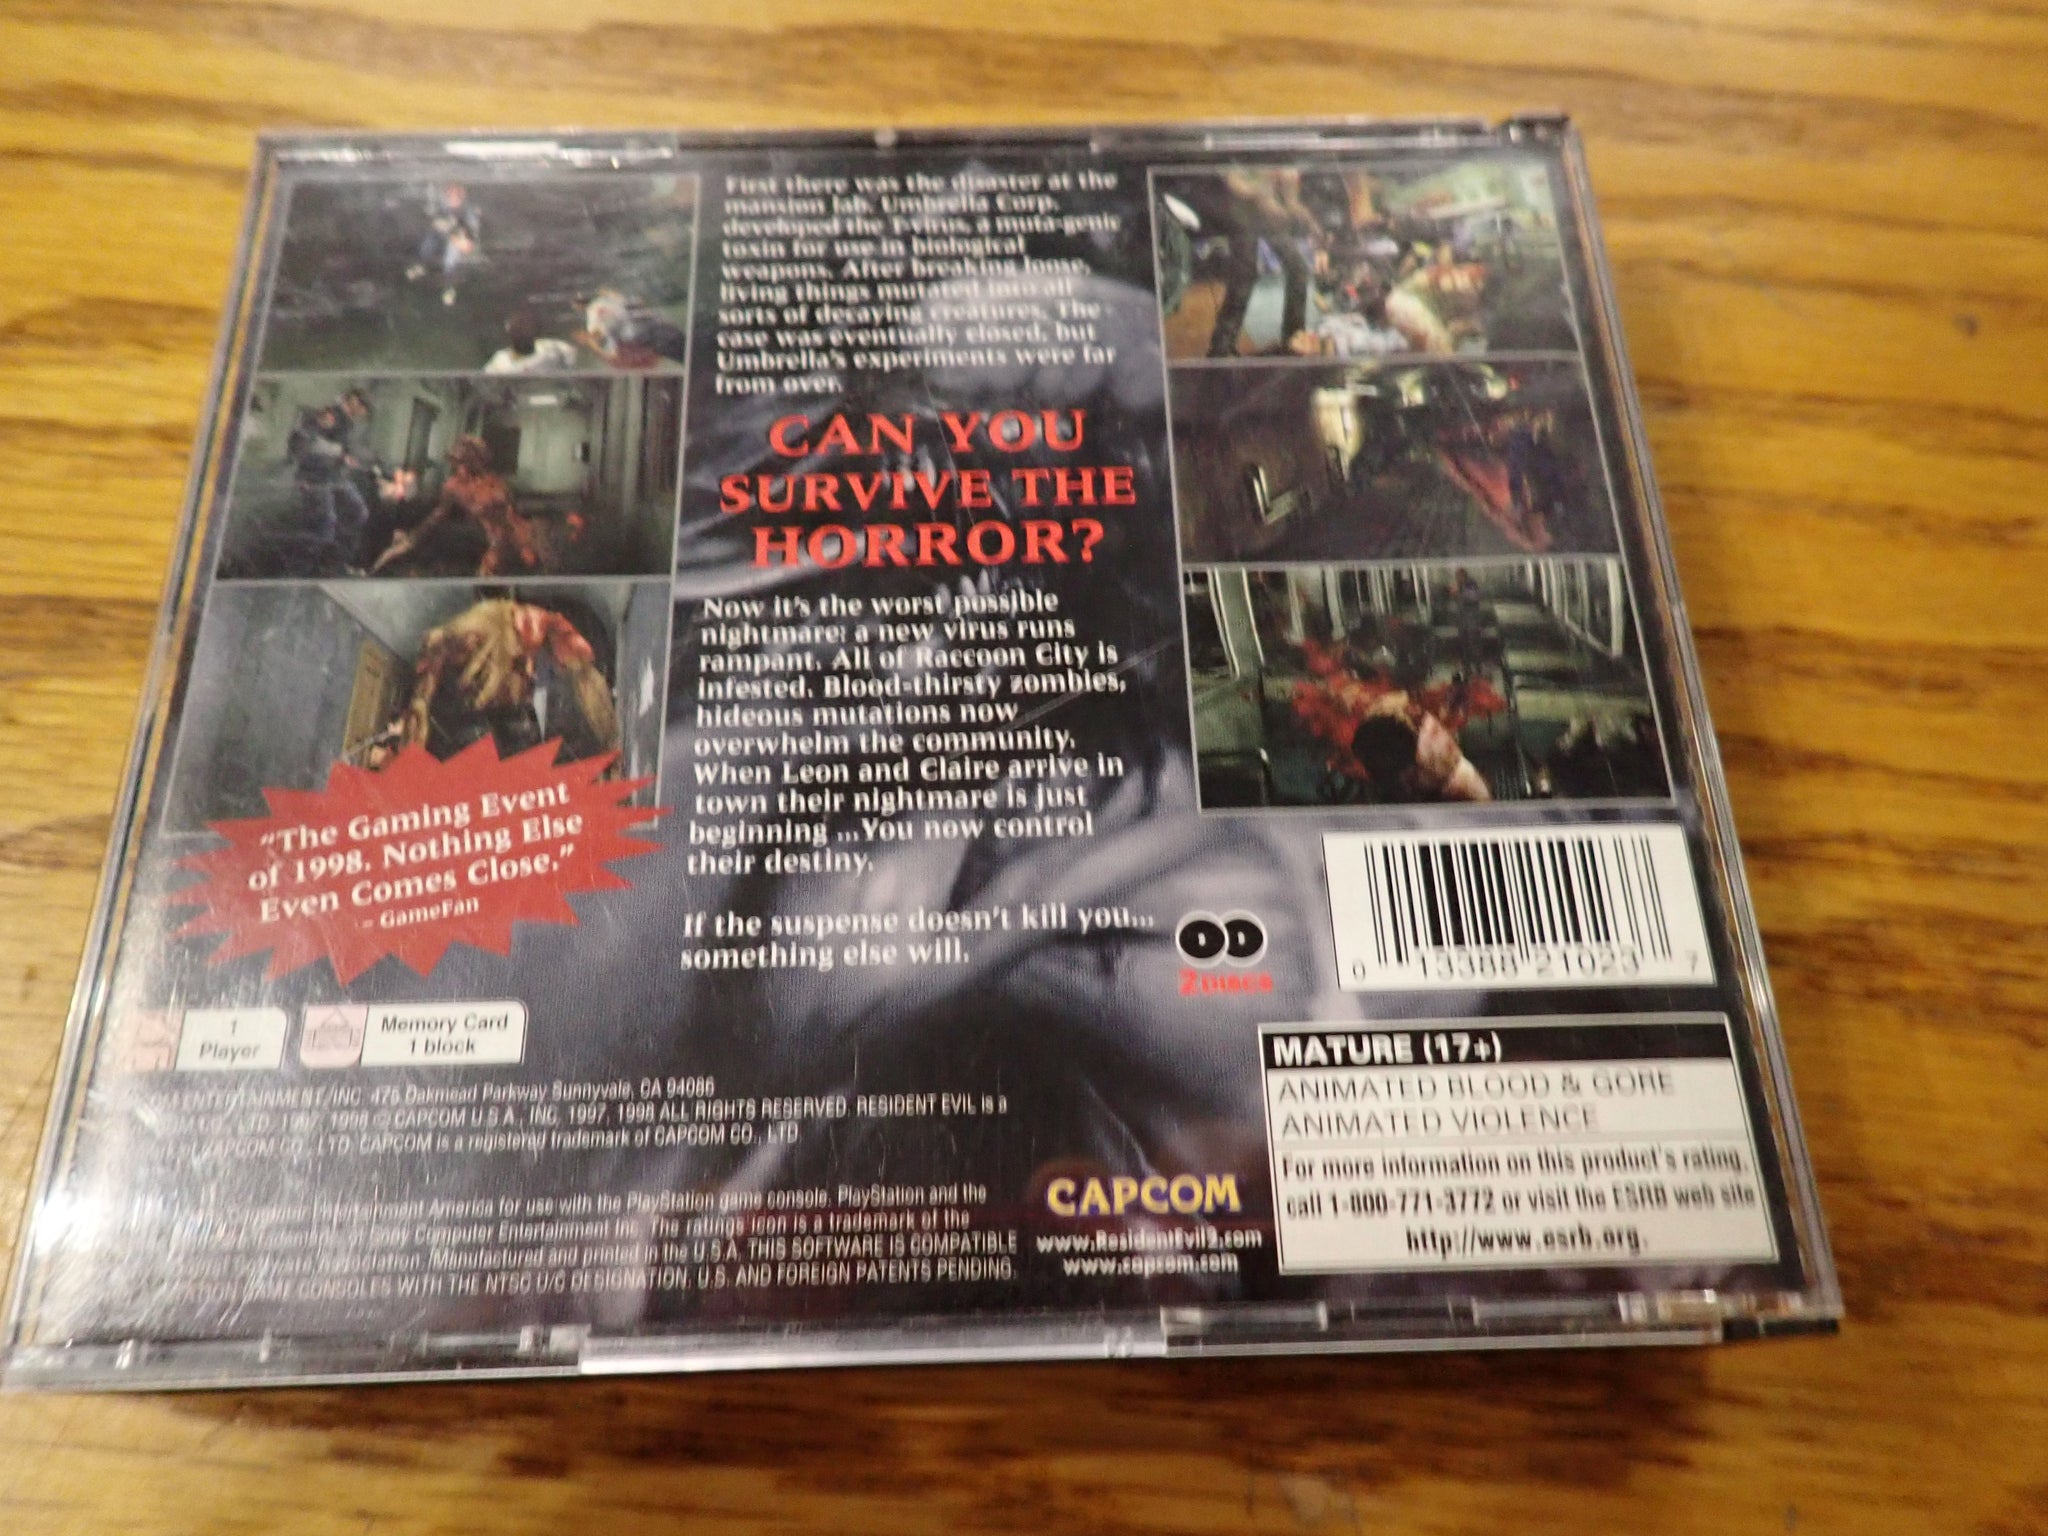 First there was the disaster at the
mansion lab. Umbrella Corp.
developed the T-virus, a muta-genic
toxin for use in biological
weapons. After breaking loose,
living things mutated into all
sorts of decaying creatures. The
case was eventually closed, but
Umbrella's experiments were far
from over.
CAN YOU
SURVIVE THE
HORROR?
Now it's the worst possible
nightmare: a new virus runs
rampant. All of Raccoon City is
infested. Blood-thirsty zombies,
hideous mutations now
overwhelm the community.
When Leon and Claire arrive in
town their nightmare is just
beginning ...You now control
their destiny.
If the suspense doesn't kill you...
something else will.
"The Gaming Event
of 1998. Nothing Else
Even Comes Close."
- GameFan
2 DISCS
0 13388 21023 7
1
Player
Memory Card
1 block
ENTERTAINMENT, INC. 475 Oakmead Parkway Sunnyvale, CA 94086
CO., LTD. 1997, 1998 © CAPCOM U.S.A., INC. 1997, 1998 ALL RIGHTS RESERVED. RESIDENT EVIL is a
CAPCOM CO., LTD. CAPCOM is a registered trademark of CAPCOM CO., LTD.
Entertainment America for use with the PlayStation game console. PlayStation and the
Sony Computer Entertainment Inc. The ratings icon is a trademark of the
Association. Manufactured and printed in the U.S.A. THIS SOFTWARE IS COMPATIBLE
GAME CONSOLES WITH THE NTSC U/C DESIGNATION. U.S. AND FOREIGN PATENTS PENDING.
CAPCOM
www.ResidentEvil2.com
www.capcom.com
MATURE (17+)
ANIMATED BLOOD & GORE
ANIMATED VIOLENCE
For more information on this product's rating,
call 1-800-771-3772 or visit the ESRB web site
http://www.esrb.org.